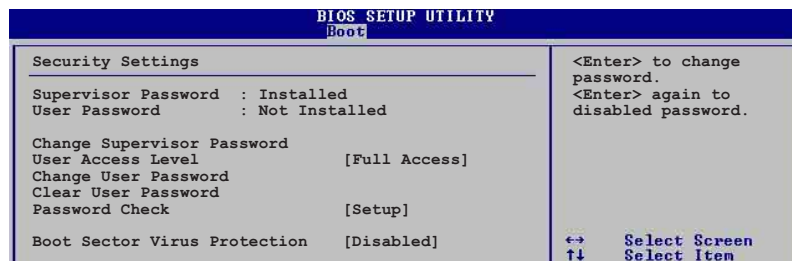 BIOS SETUP UTILITY
Boot
Security Settings
Supervisor Password : Installed
User Password : Not Installed
Change Supervisor Password
User Access Level [Full Access]
Change User Password
Clear User Password
Password Check [Setup]
Boot Sector Virus Protection [Disabled]
<Enter> to change
password.
<Enter> again to
disabled password.
↔ Select Screen
↑↓ Select Item